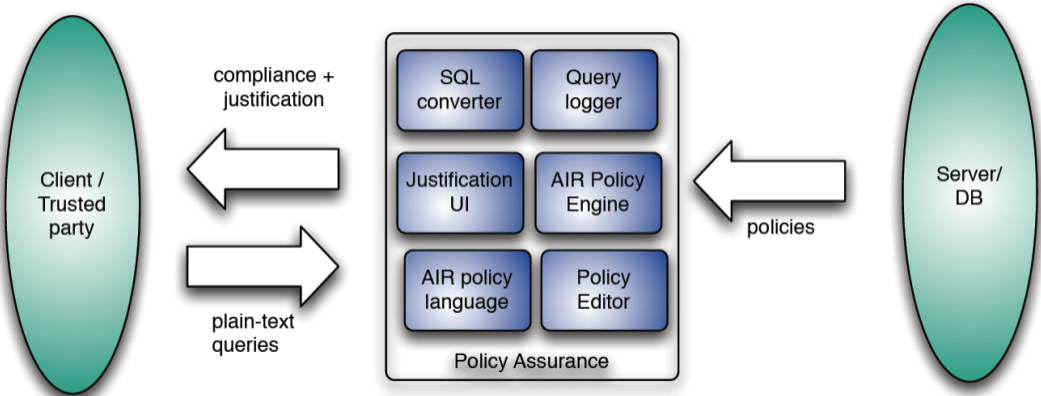 compliance +
justification
Client /
Trusted
party
plain-text
queries
SQL
converter
Query
logger
Justification
UI
AIR Policy
Engine
AIR policy
language
Policy
Editor
Policy Assurance
policies
Server/
DB